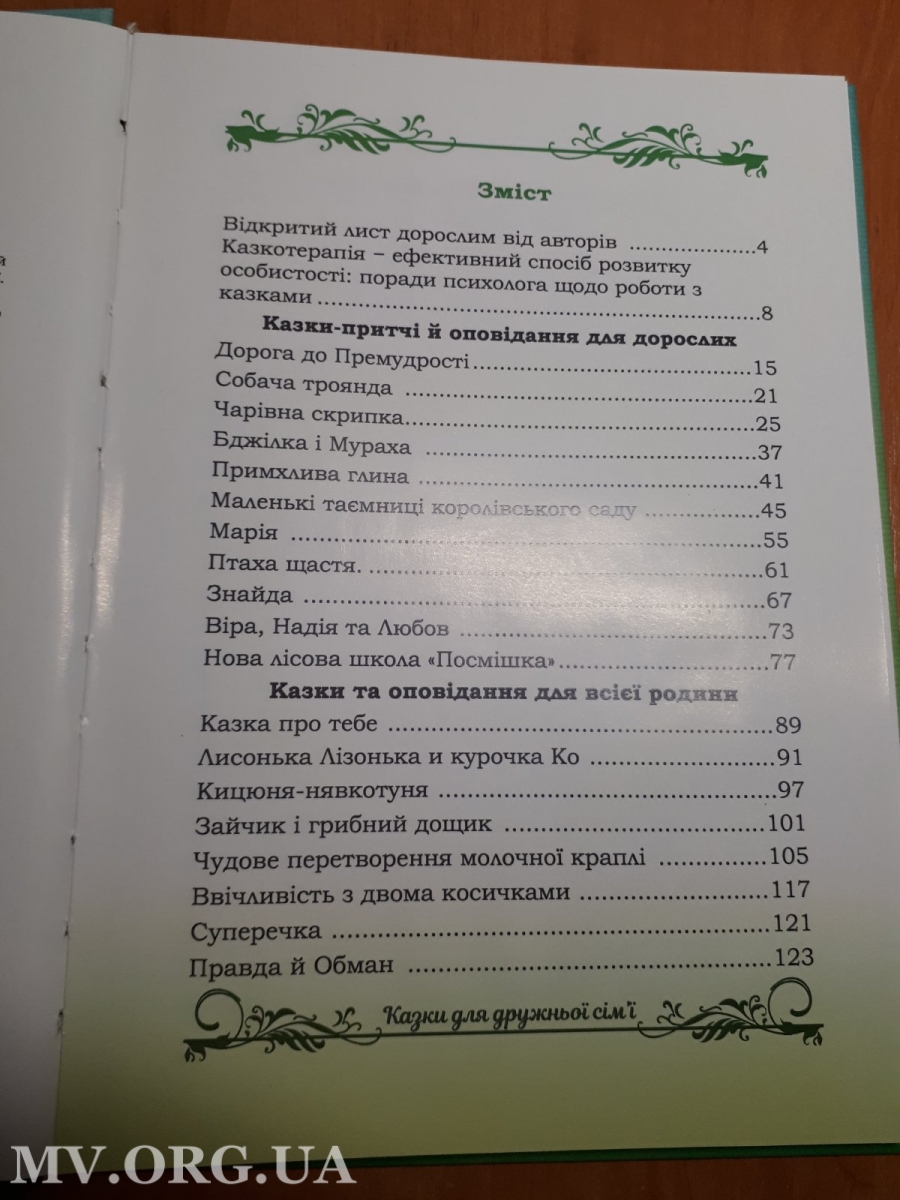 Зміст
Відкритий лист дорослим від авторів ..................4
Казкотерапія – ефективний спосіб розвитку
особистості: поради психолога щодо роботи з
казками ..................8
Казки-притчі й оповідання для дорослих
Дорога до Премудрості ..................15
Собача троянда ..................21
Чарівна скрипка ..................25
Бджілка і Мураха ..................37
Примхлива глина ..................41
Маленькі таємниці королівського саду ..................45
Марія ..................55
Птаха щастя. ..................61
Знайда ..................67
Віра, Надія та Любов ..................73
Нова лісова школа «Посмішка» ..................77
Казки та оповідання для всієї родини
Казка про тебе ..................89
Лисонька Лізонька и курочка Ко ..................91
Кицюня-нявкотуня ..................97
Зайчик і грибний дощик ..................101
Чудове перетворення молочної краплі ..................105
Ввічливість з двома косичками ..................117
Суперечка ..................121
Правда й Обман ..................123
Казки для дружньої сім'ї
MV.ORG.UA